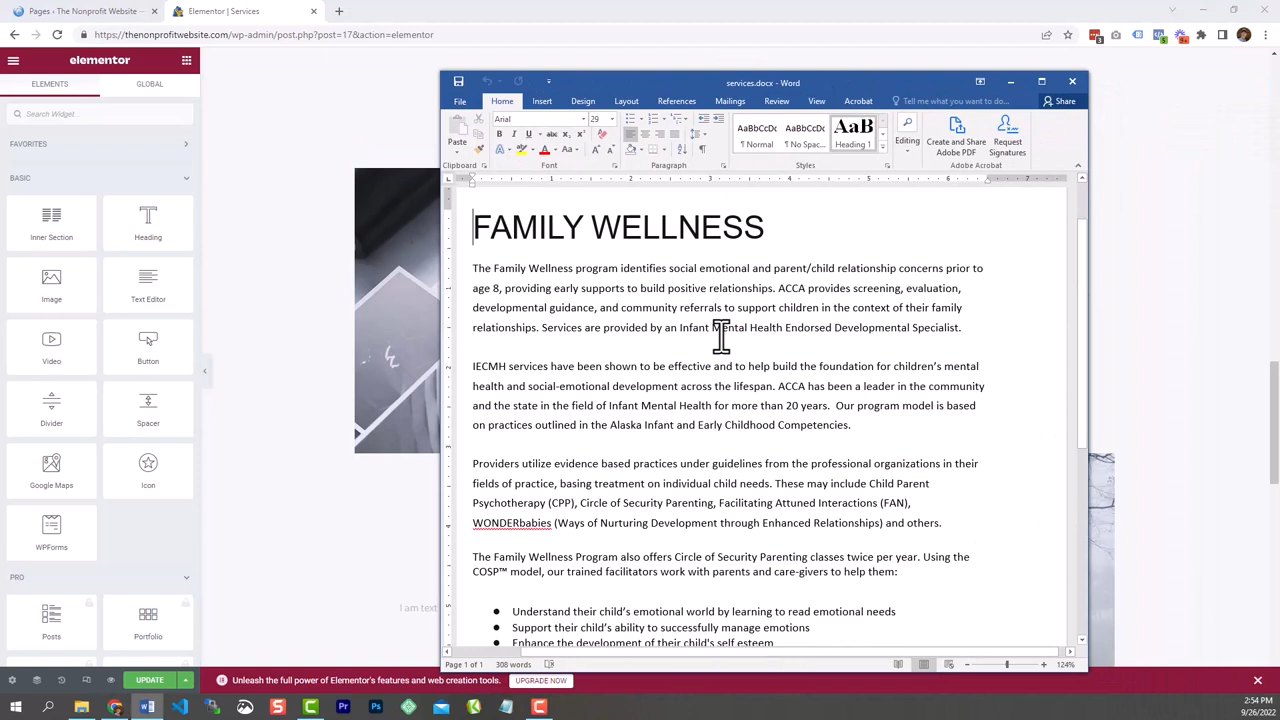 Pages ‹ The Nonprofit Website –
Elementor | Services
thenonprofitwebsite.com/wp-admin/post.php?post=17&action=elementor
elementor
ELEMENTS
GLOBAL
Search Widget...
FAVORITES
BASIC
Inner Section
Heading
Image
Text Editor
Video
Button
Divider
Spacer
Google Maps
Icon
WPForms
PRO
Posts
Portfolio
I am text
UPDATE
Unleash the full power of Elementor's features and web creation tools.
UPGRADE NOW
services.docx - Word
File Home Insert Design Layout References Mailings Review View Acrobat Tell me what you want to do... Share
Paste
Arial 29
Clipboard
Font
Paragraph
AaBbCcDc
¶ Normal
AaBbCcDc
¶ No Spac...
AaB
Heading 1
Styles
Editing
Create and Share
Adobe PDF
Request
Signatures
Adobe Acrobat
FAMILY WELLNESS
The Family Wellness program identifies social emotional and parent/child relationship concerns prior to
age 8, providing early supports to build positive relationships. ACCA provides screening, evaluation,
developmental guidance, and community referrals to support children in the context of their family
relationships. Services are provided by an Infant Mental Health Endorsed Developmental Specialist.
IECMH services have been shown to be effective and to help build the foundation for children's mental
health and social-emotional development across the lifespan. ACCA has been a leader in the community
and the state in the field of Infant Mental Health for more than 20 years.  Our program model is based
on practices outlined in the Alaska Infant and Early Childhood Competencies.
Providers utilize evidence based practices under guidelines from the professional organizations in their
fields of practice, basing treatment on individual child needs. These may include Child Parent
Psychotherapy (CPP), Circle of Security Parenting, Facilitating Attuned Interactions (FAN),
WONDERbabies (Ways of Nurturing Development through Enhanced Relationships) and others.
The Family Wellness Program also offers Circle of Security Parenting classes twice per year. Using the
COSP™ model, our trained facilitators work with parents and care-givers to help them:
● Understand their child's emotional world by learning to read emotional needs
● Support their child's ability to successfully manage emotions
● Enhance the development of their child's self esteem
Page 1 of 1 308 words
124%
2:54 PM
9/26/2022